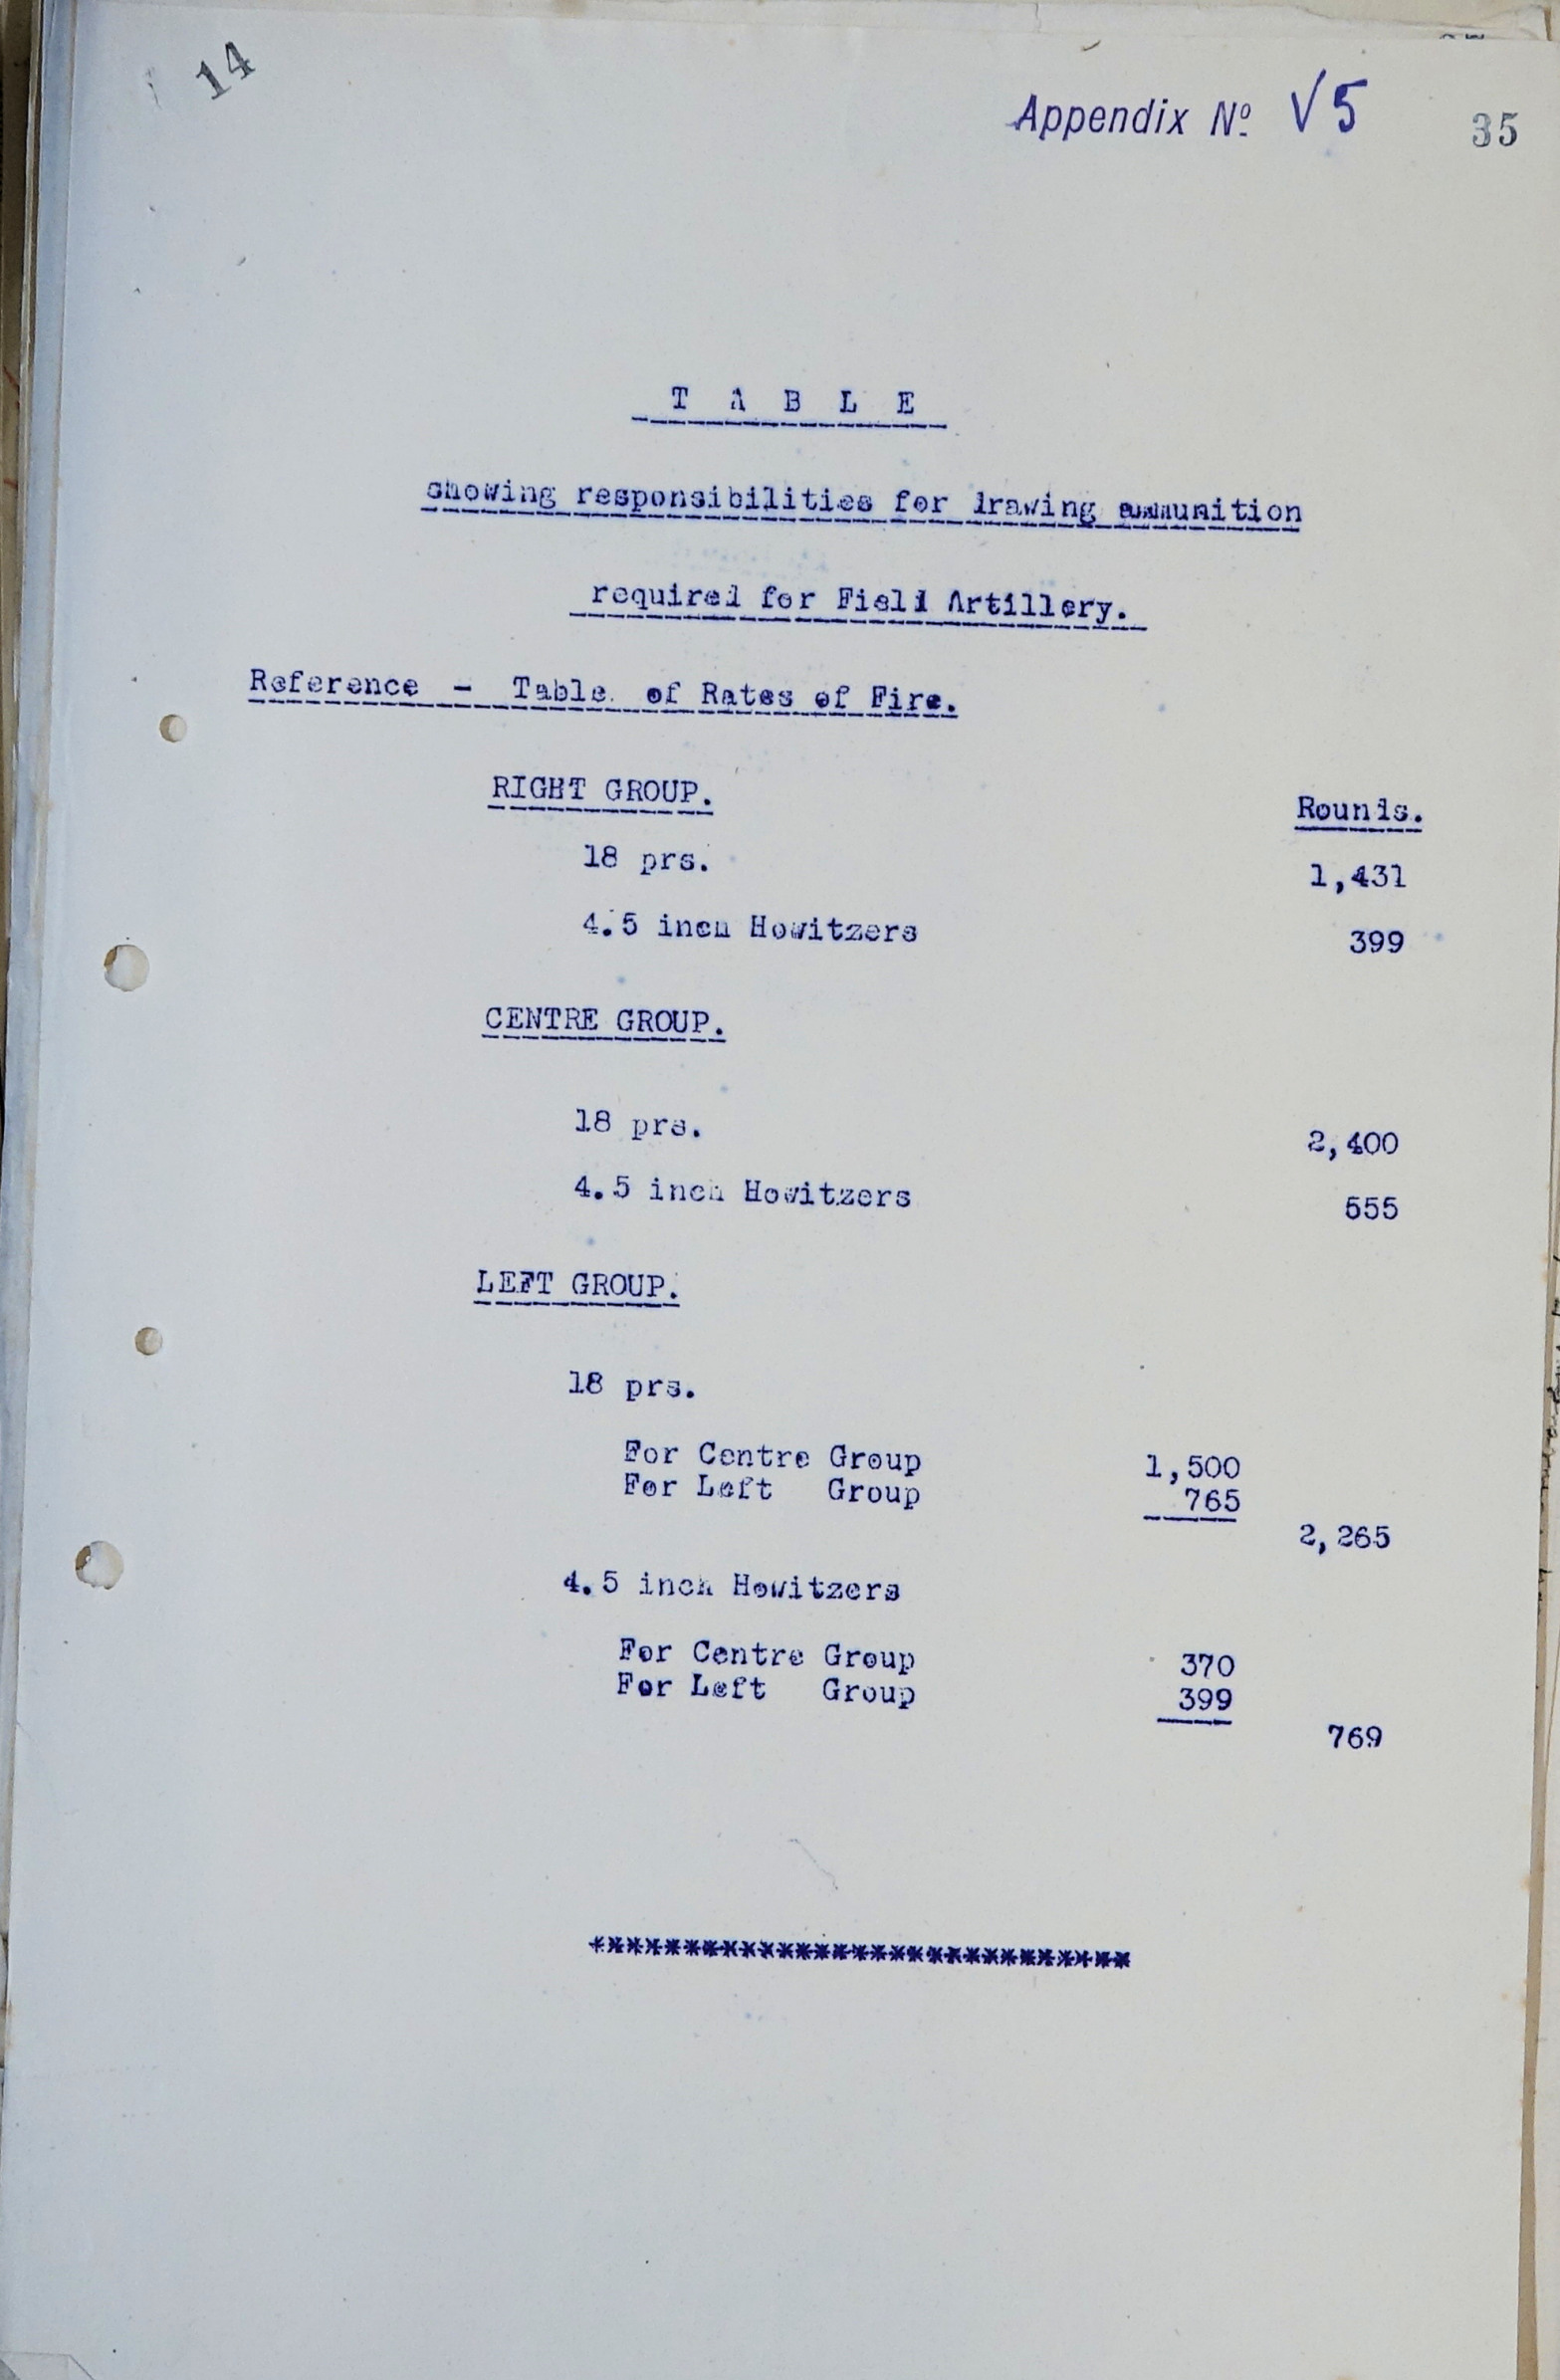 14
Appendix Nº V5 35
T A B L E
showing responsibilities for drawing ammunition
required for Field Artillery.
Reference - Table of Rates of Fire.
RIGHT GROUP.
Rounds.
18 prs. 1,431
4.5 inch Howitzers 399
CENTRE GROUP.
18 prs. 2,400
4.5 inch Howitzers 555
LEFT GROUP.
18 prs.
For Centre Group 1,500
For Left Group 765
2,265
4.5 inch Howitzers
For Centre Group 370
For Left Group 399
769
*****************************